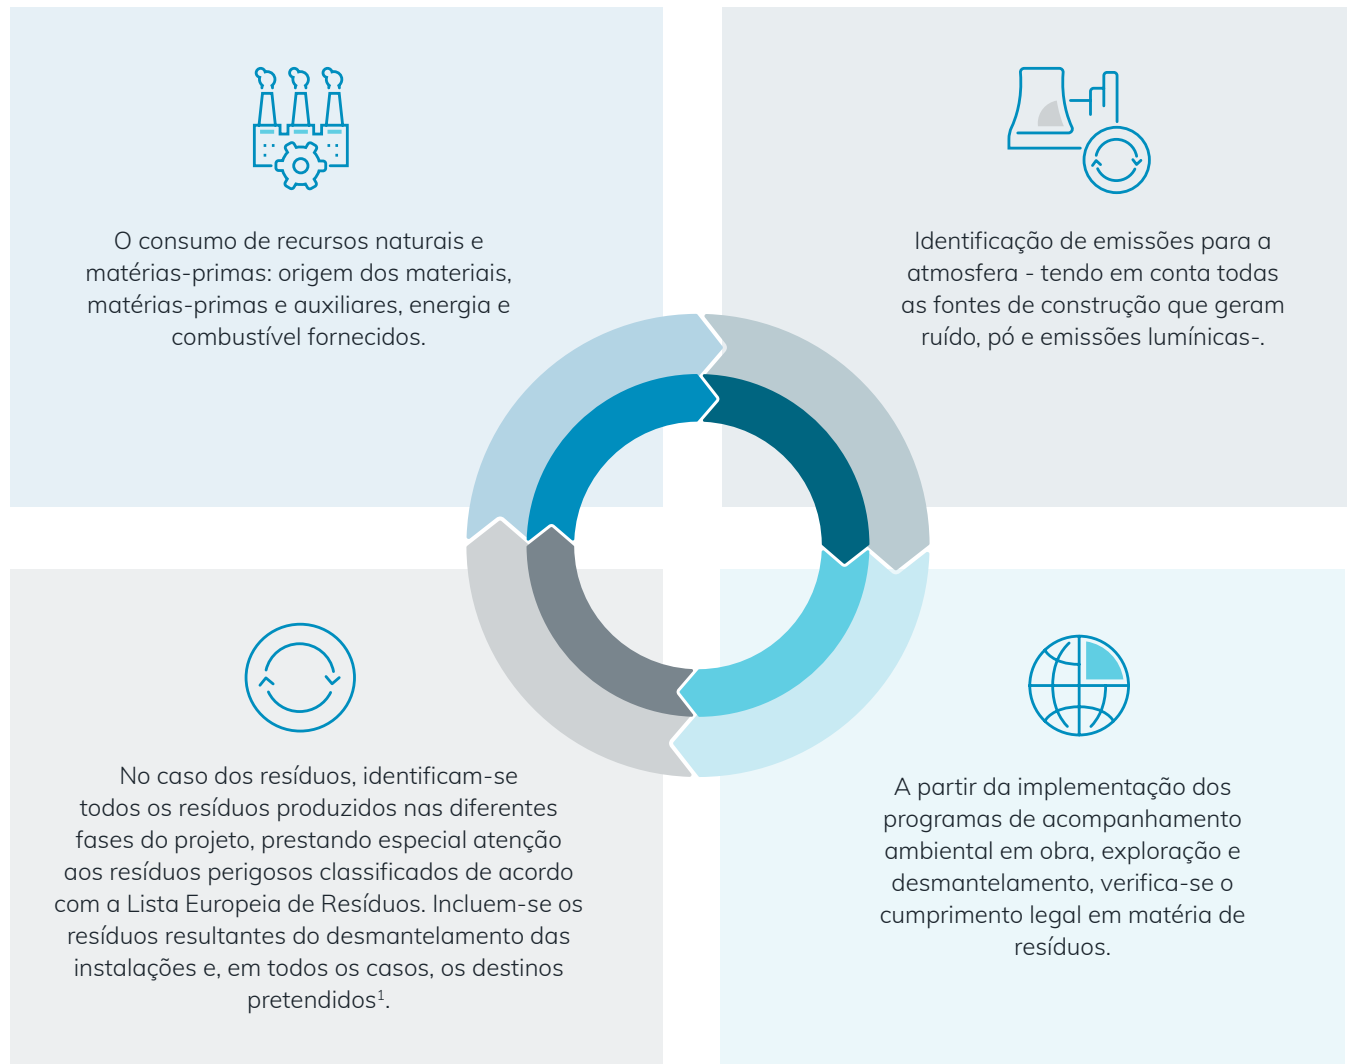 O consumo de recursos naturais e
matérias-primas: origem dos materiais,
matérias-primas e auxiliares, energia e
combustível fornecidos.
Identificação de emissões para a
atmosfera - tendo em conta todas
as fontes de construção que geram
ruído, pó e emissões lumínicas-.
No caso dos resíduos, identificam-se
todos os resíduos produzidos nas diferentes
fases do projeto, prestando especial atenção
aos resíduos perigosos classificados de acordo
com a Lista Europeia de Resíduos. Incluem-se os
resíduos resultantes do desmantelamento das
instalações e, em todos os casos, os destinos
pretendidos¹.
A partir da implementação dos
programas de acompanhamento
ambiental em obra, exploração e
desmantelamento, verifica-se o
cumprimento legal em matéria de
resíduos.